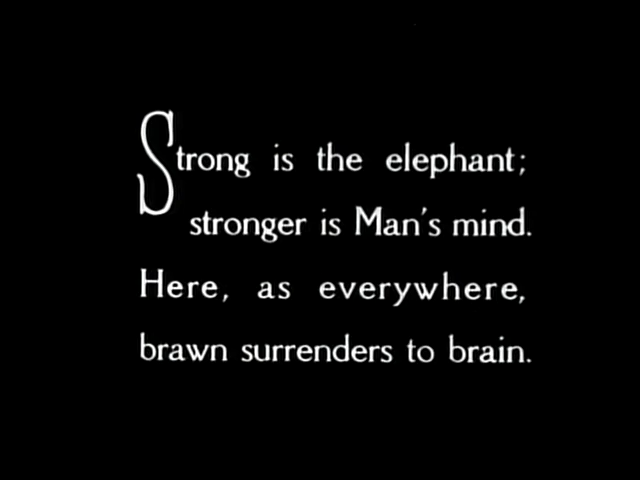 Strong is the elephant;
stronger is Man's mind.
Here, as everywhere,
brawn surrenders to brain.